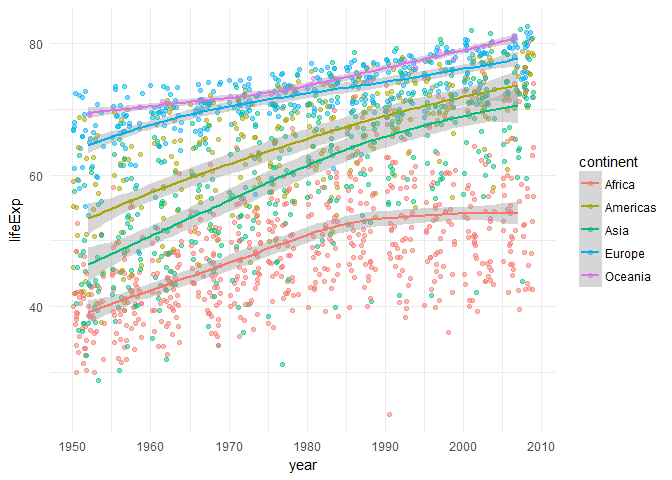 80
60
40
lifeExp
1950 1960 1970 1980 1990 2000 2010
year
continent
Africa
Americas
Asia
Europe
Oceania